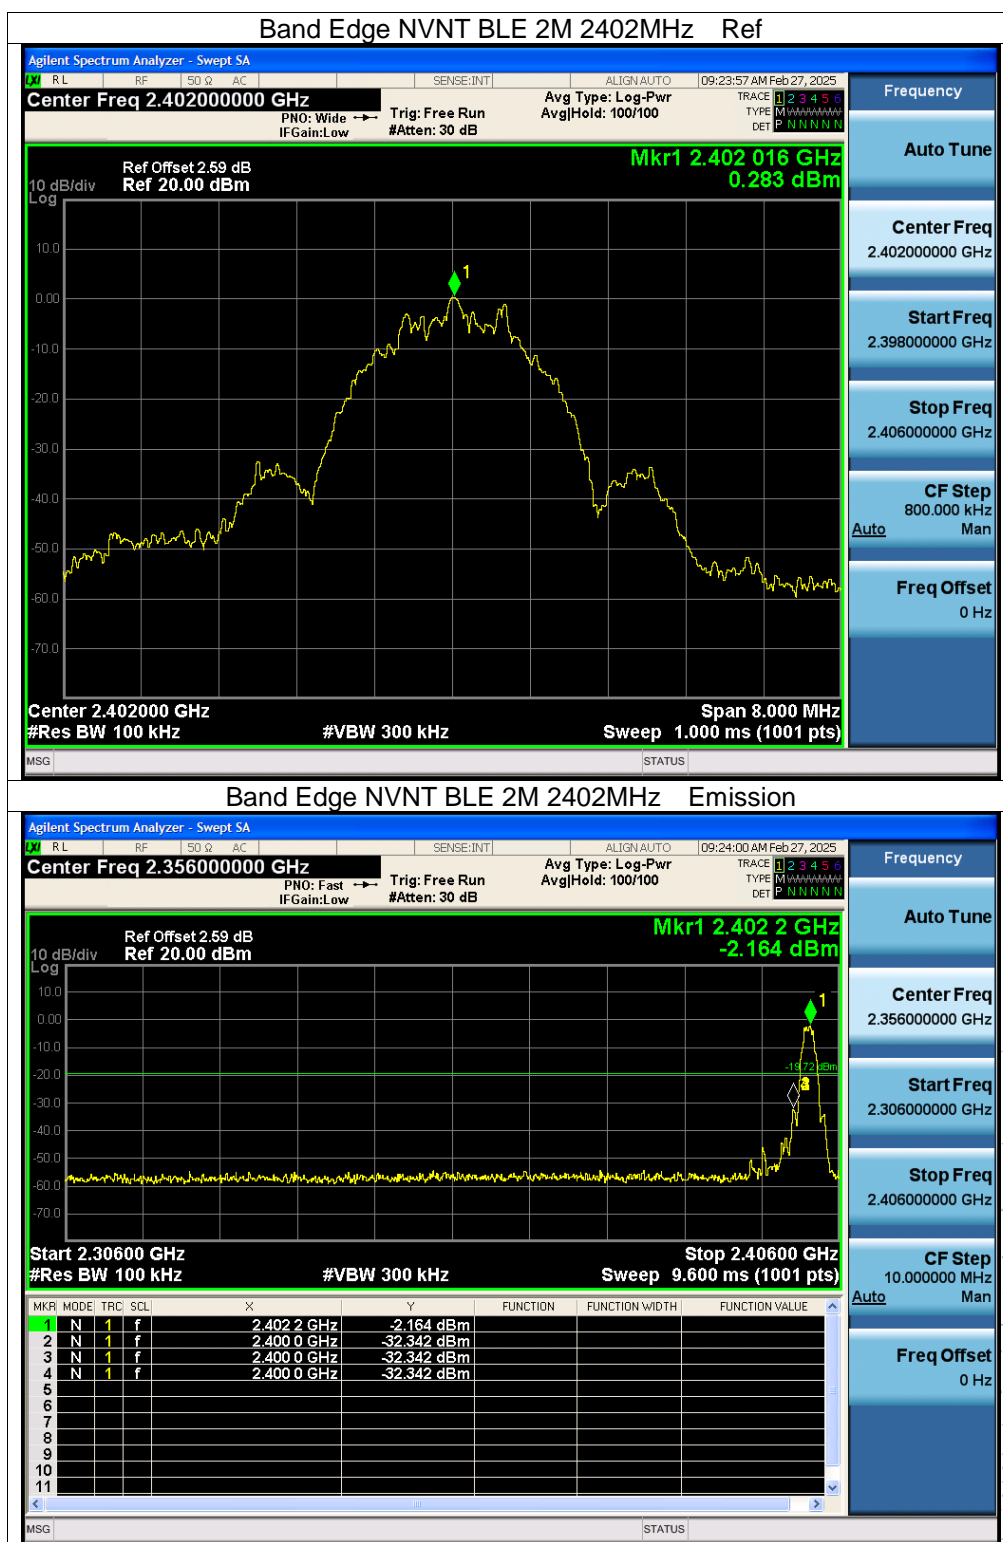 Band Edge NVNT BLE 2M 2402MHz Ref
Agilent Spectrum Analyzer - Swept SA
LXI RL RF 50 Ω AC SENSE:INT ALIGN AUTO 09:23:57 AM Feb 27, 2025
Center Freq 2.402000000 GHz
PNO: Wide
IFGain:Low
Trig: Free Run
#Atten: 30 dB
Avg Type: Log-Pwr
Avg|Hold: 100/100
TRACE 1 2 3 4 5 6
TYPE M
DET P N N N N N
Ref Offset 2.59 dB
Ref 20.00 dBm
10 dB/div
Log
Mkr1 2.402 016 GHz
0.283 dBm
1
10.0
0.00
-10.0
-20.0
-30.0
-40.0
-50.0
-60.0
-70.0
Center 2.402000 GHz
Span 8.000 MHz
#Res BW 100 kHz
#VBW 300 kHz
Sweep 1.000 ms (1001 pts)
MSG
STATUS
Frequency
Auto Tune
Center Freq
2.402000000 GHz
Start Freq
2.398000000 GHz
Stop Freq
2.406000000 GHz
CF Step
800.000 kHz
Auto Man
Freq Offset
0 Hz
Band Edge NVNT BLE 2M 2402MHz Emission
Agilent Spectrum Analyzer - Swept SA
LXI RL RF 50 Ω AC SENSE:INT ALIGN AUTO 09:24:00 AM Feb 27, 2025
Center Freq 2.356000000 GHz
PNO: Fast
IFGain:Low
Trig: Free Run
#Atten: 30 dB
Avg Type: Log-Pwr
Avg|Hold: 100/100
TRACE 1 2 3 4 5 6
TYPE M
DET P N N N N N
Ref Offset 2.59 dB
Ref 20.00 dBm
10 dB/div
Log
Mkr1 2.402 2 GHz
-2.164 dBm
1
10.0
0.00
-10.0
-20.0
-30.0
-40.0
-50.0
-60.0
-70.0
-19.72 dBm
Start 2.30600 GHz
Stop 2.40600 GHz
#Res BW 100 kHz
#VBW 300 kHz
Sweep 9.600 ms (1001 pts)
MKR MODE TRC SCL X Y FUNCTION FUNCTION WIDTH FUNCTION VALUE
1 N 1 f 2.402 2 GHz -2.164 dBm
2 N 1 f 2.400 0 GHz -32.342 dBm
3 N 1 f 2.400 0 GHz -32.342 dBm
4 N 1 f 2.400 0 GHz -32.342 dBm
5
6
7
8
9
10
11
MSG
STATUS
Frequency
Auto Tune
Center Freq
2.356000000 GHz
Start Freq
2.306000000 GHz
Stop Freq
2.406000000 GHz
CF Step
10.000000 MHz
Auto Man
Freq Offset
0 Hz